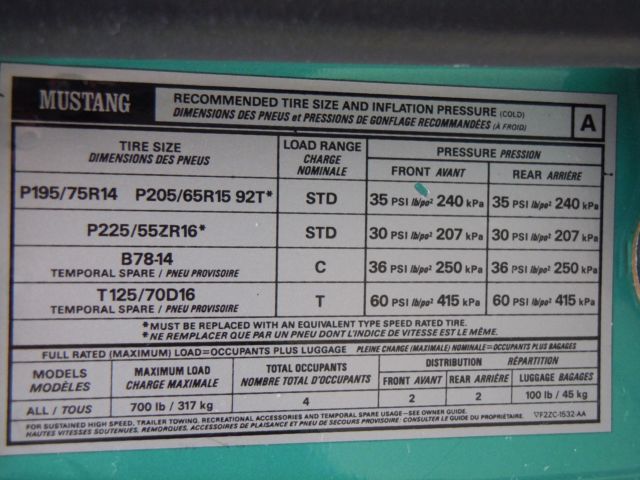 MUSTANG
RECOMMENDED TIRE SIZE AND INFLATION PRESSURE (COLD)
DIMENSIONS DES PNEUS et PRESSIONS DE GONFLAGE RECOMMANDÉES (À FROID)
A
TIRE SIZE
DIMENSIONS DES PNEUS
LOAD RANGE
CHARGE
NOMINALE
PRESSURE PRESSION
FRONT AVANT
REAR ARRIÈRE
P195/75R14 P205/65R15 92T* STD 35 PSI lb/po² 240 kPa 35 PSI lb/po² 240 kPa
P225/55ZR16* STD 30 PSI lb/po² 207 kPa 30 PSI lb/po² 207 kPa
B78-14
TEMPORAL SPARE / PNEU PROVISOIRE
C 36 PSI lb/po² 250 kPa 36 PSI lb/po² 250 kPa
T125/70D16
TEMPORAL SPARE / PNEU PROVISOIRE
T 60 PSI lb/po² 415 kPa 60 PSI lb/po² 415 kPa
*MUST BE REPLACED WITH AN EQUIVALENT TYPE SPEED RATED TIRE.
*NE REMPLACER QUE PAR UN PNEU DONT L'INDICE DE VITESSE EST LE MÊME.
FULL RATED (MAXIMUM) LOAD=OCCUPANTS PLUS LUGGAGE PLEINE CHARGE (MAXIMALE) NOMINALE=OCCUPANTS PLUS BAGAGES
MODELS
MODÈLES
MAXIMUM LOAD
CHARGE MAXIMALE
TOTAL OCCUPANTS
NOMBRE TOTAL D'OCCUPANTS
DISTRIBUTION RÉPARTITION
FRONT AVANT REAR ARRIÈRE LUGGAGE BAGAGES
ALL / TOUS 700 lb / 317 kg 4 2 2 100 lb / 45 kg
FOR SUSTAINED HIGH SPEED, TRAILER TOWING, RECREATIONAL ACCESSORIES AND TEMPORAL SPARE USAGE—SEE OWNER GUIDE. VF2ZC-1532-AA
HAUTES VITESSES SOUTENUES, REMORQUES, ACCESSOIRES DE PLAISANCE ET PNEU DE SECOURS PROVISOIRE: CONSULTER LE GUIDE DU PROPRIETAIRE.